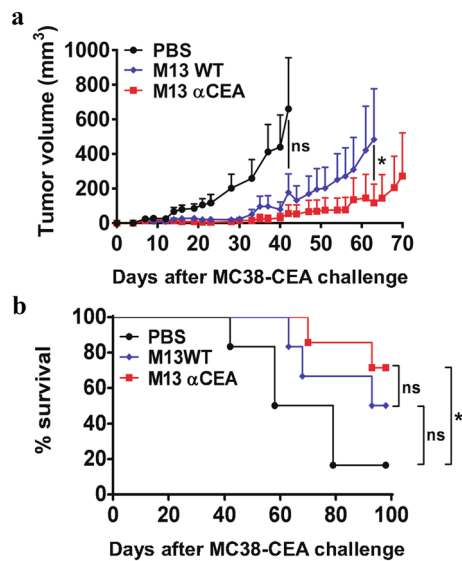 a
Tumor volume (mm³)
1000
800
600
400
200
0
PBS
M13 WT
M13 αCEA
ns
*
0 10 20 30 40 50 60 70
Days after MC38-CEA challenge
b
% survival
100
80
60
40
20
0
PBS
M13WT
M13 αCEA
ns
ns
*
0 20 40 60 80 100
Days after MC38-CEA challenge